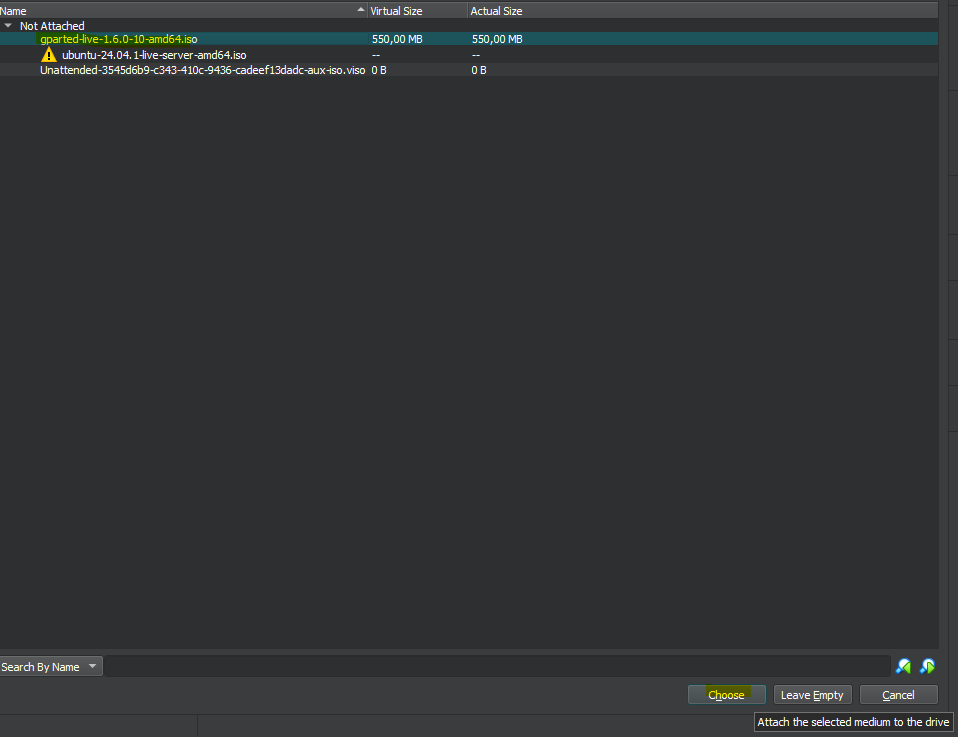 Name Virtual Size Actual Size
Not Attached
gparted-live-1.6.0-10-amd64.iso 550,00 MB 550,00 MB
ubuntu-24.04.1-live-server-amd64.iso -- --
Unattended-3545d6b9-c343-410c-9436-cadeef13dadc-aux-iso.viso 0 B 0 B
Search By Name
Choose Leave Empty Cancel
Attach the selected medium to the drive